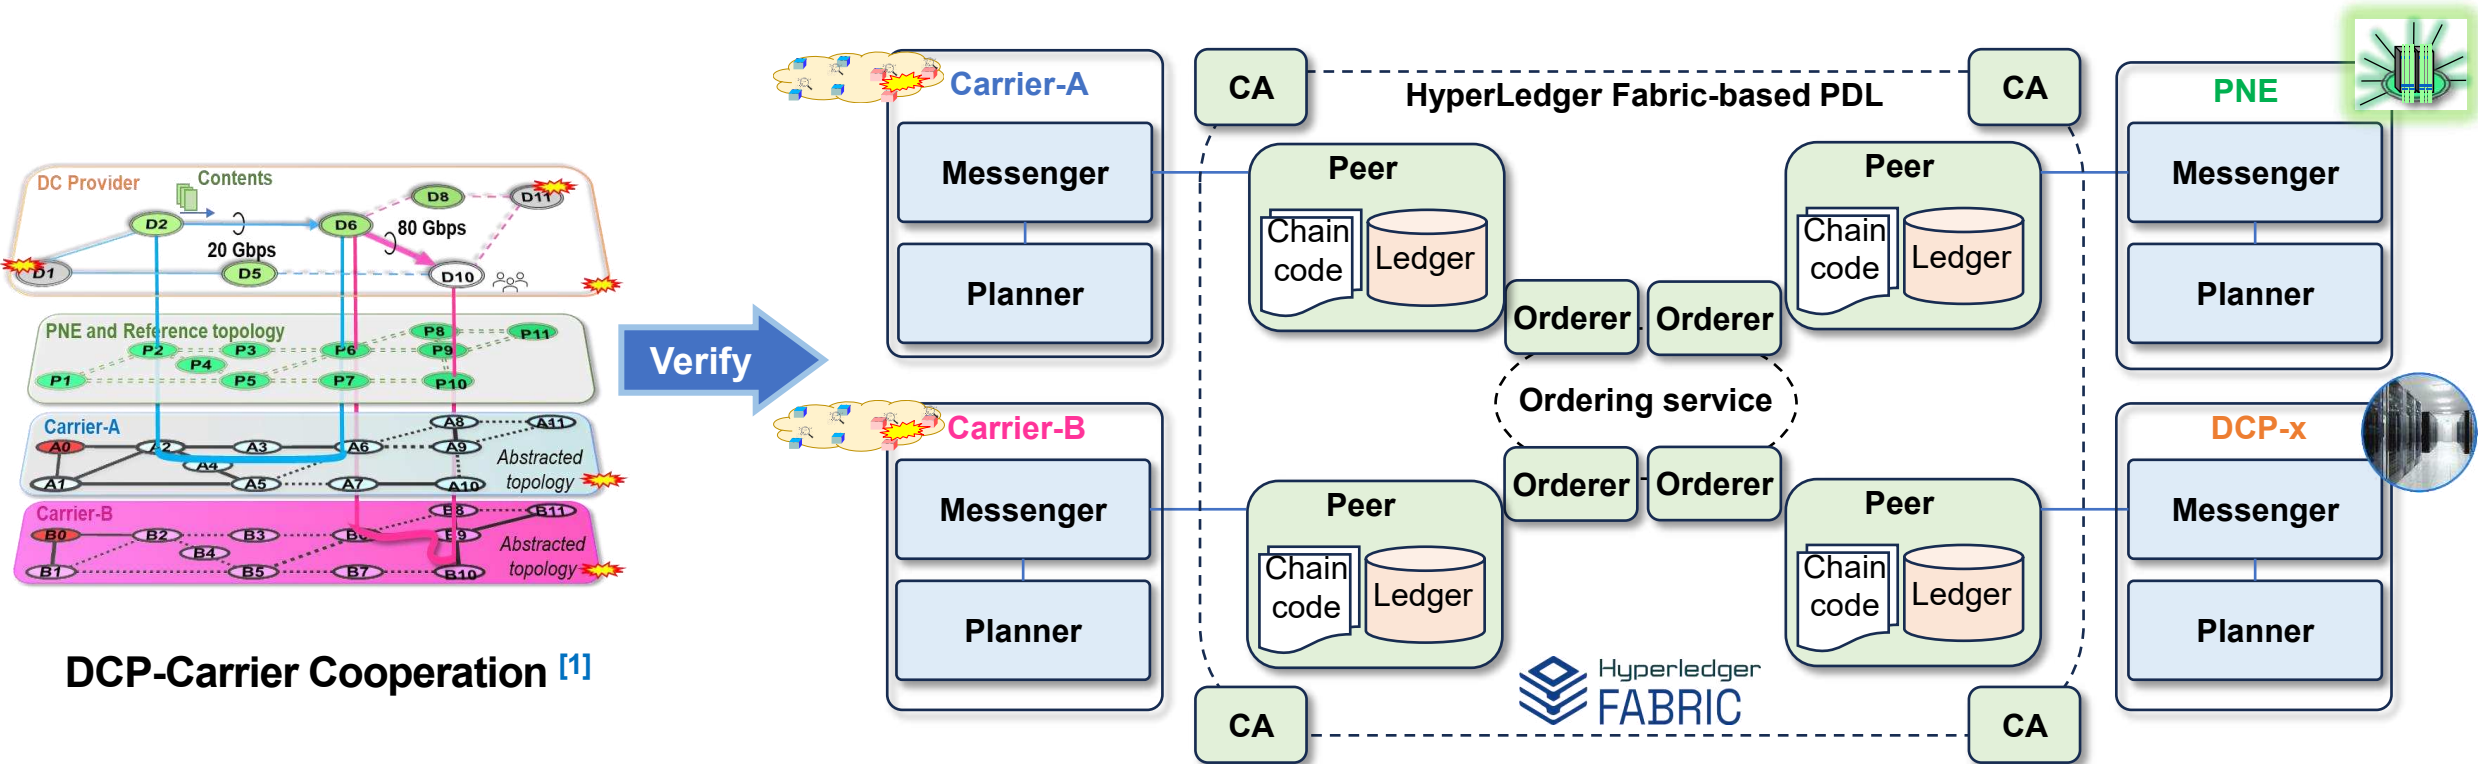 DC Provider
Contents
D2
20 Gbps
D6
80 Gbps
D8
D11
D1
D5
D10
PNE and Reference topology
P1
P2
P3
P4
P5
P6
P7
P8
P9
P10
P11
Carrier-A
A0
A1
A2
A3
A4
A5
A6
A7
A8
A9
A10
A11
Abstracted
topology
Carrier-B
B0
B1
B2
B3
B4
B5
B7
B8
B9
B10
B11
Abstracted
topology
DCP-Carrier Cooperation [1]
Verify
Carrier-A
Messenger
Planner
Carrier-B
Messenger
Planner
CA
HyperLedger Fabric-based PDL
CA
Peer
Chain
code
Ledger
Peer
Chain
code
Ledger
Orderer
Orderer
Ordering service
Orderer
Orderer
Peer
Chain
code
Ledger
Peer
Chain
code
Ledger
CA
Hyperledger
FABRIC
CA
PNE
Messenger
Planner
DCP-x
Messenger
Planner